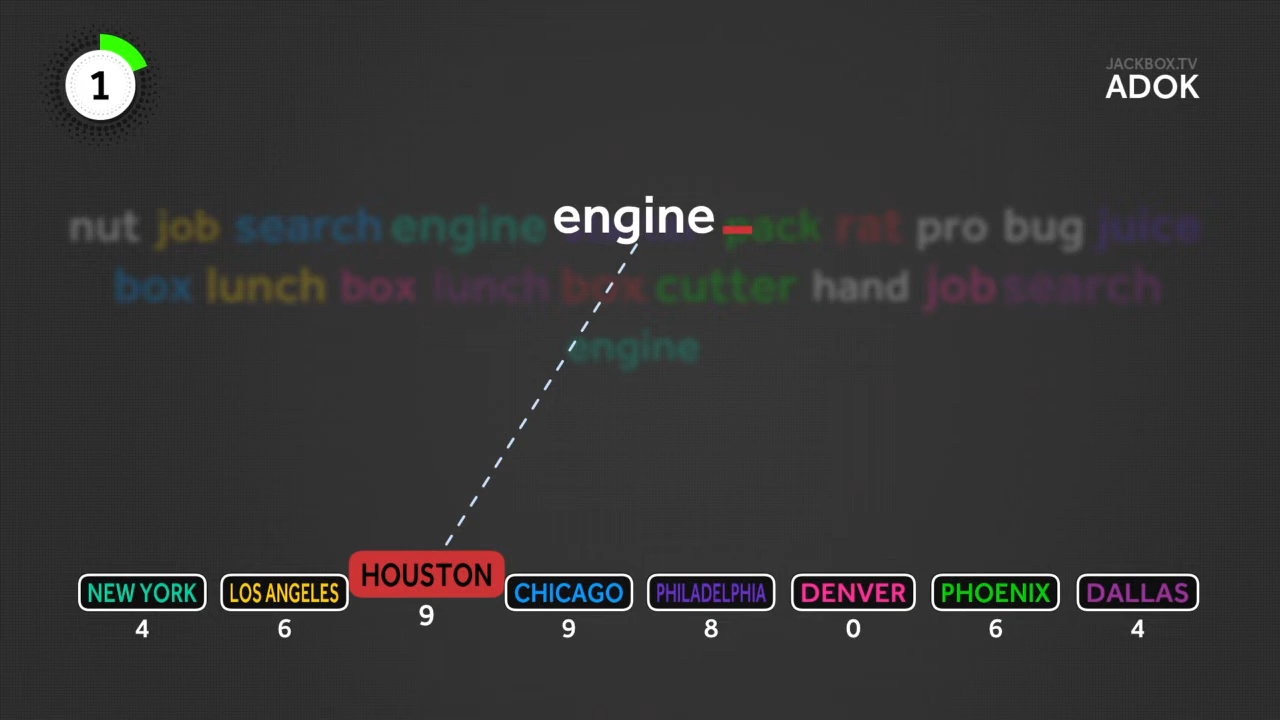 1
JACKBOX.TV
ADOK
engine
nut job search engine pack rat pro bug juice
box lunch box lunch box cutter hand job search
engine
NEW YORK LOS ANGELES HOUSTON CHICAGO PHILADELPHIA DENVER PHOENIX DALLAS
4 6 9 9 8 0 6 4